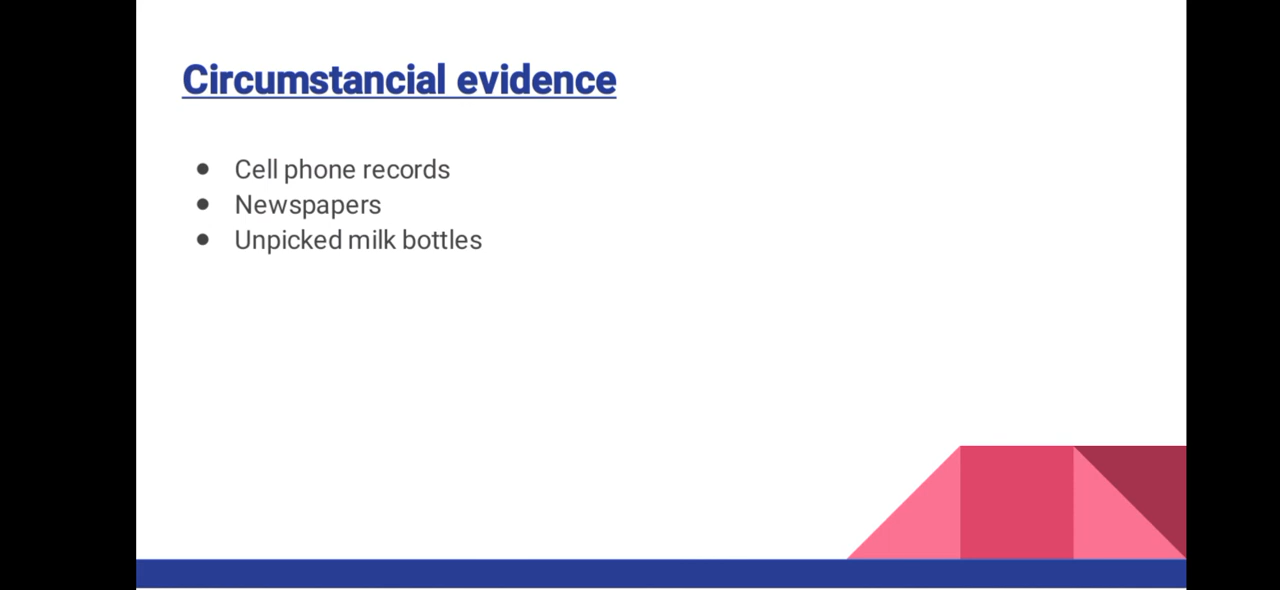 Circumstancial evidence
● Cell phone records
● Newspapers
● Unpicked milk bottles